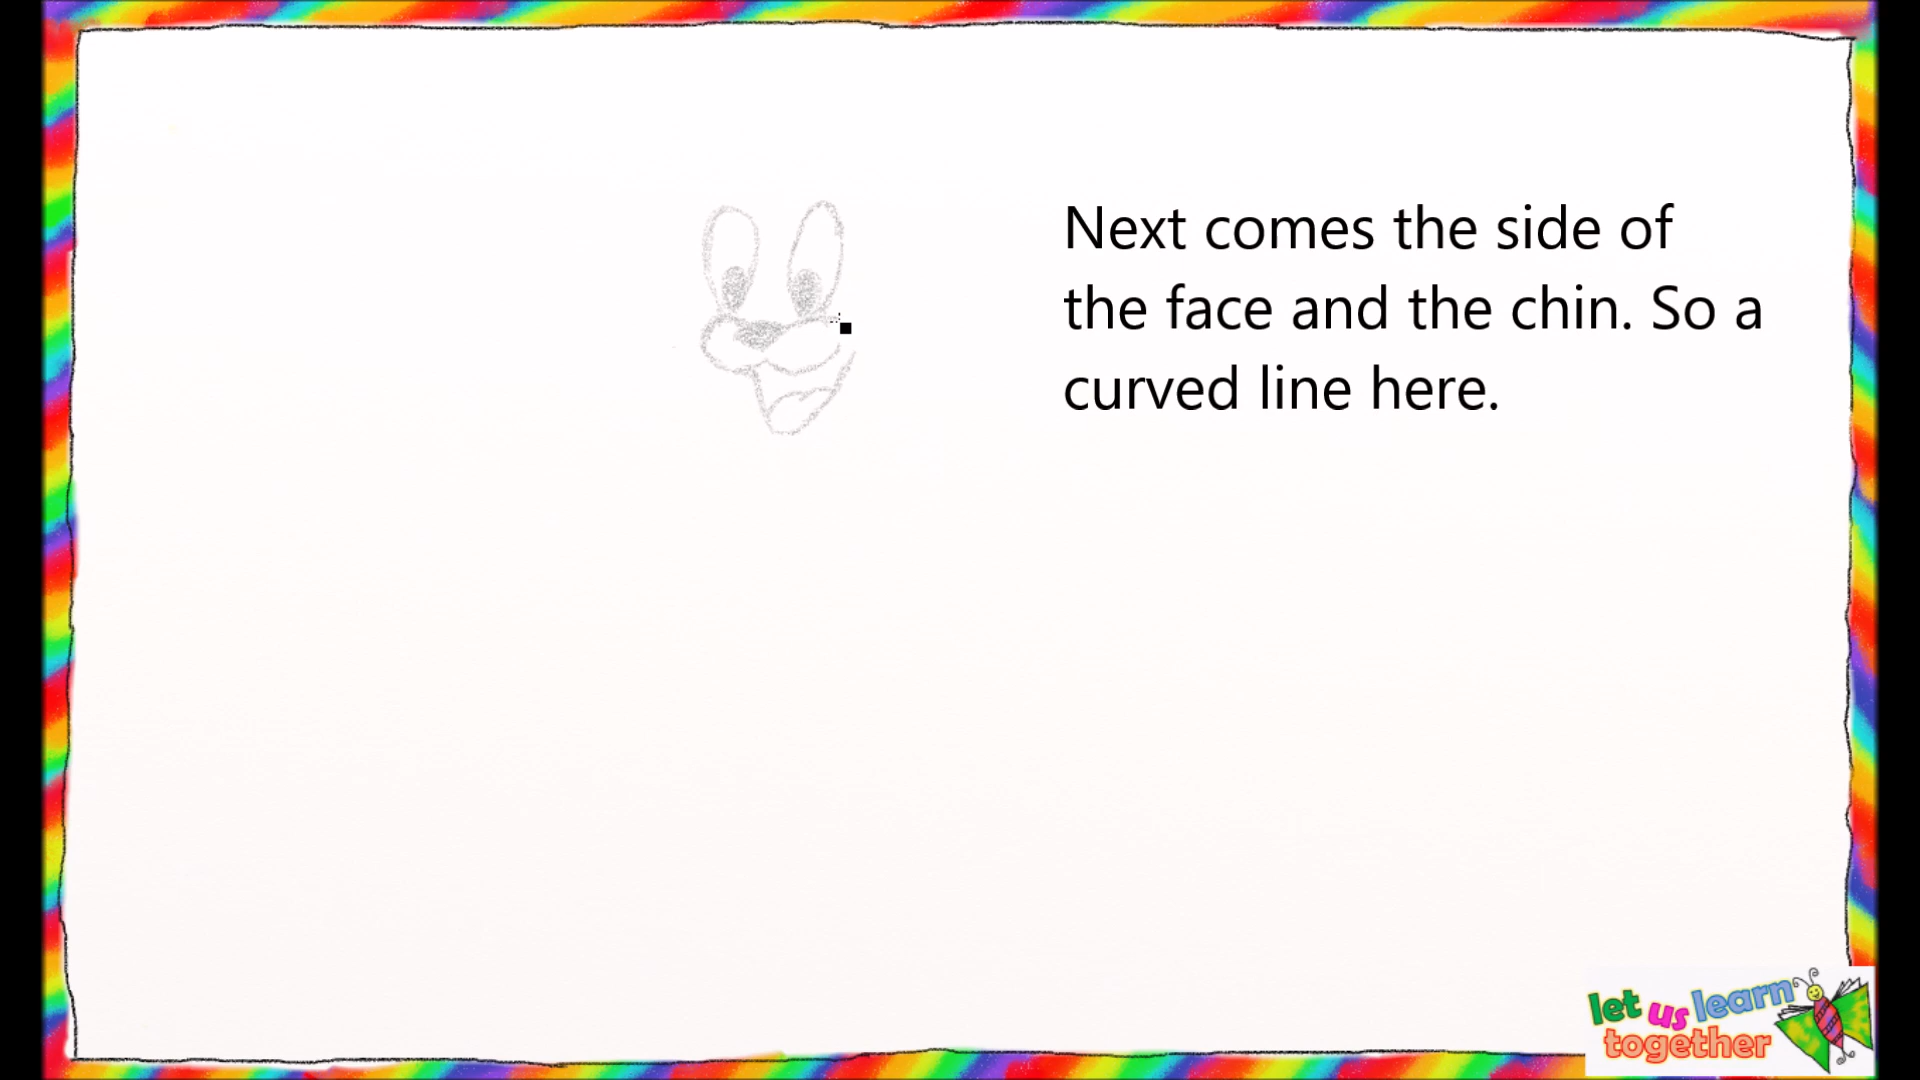 Next comes the side of
the face and the chin. So a
curved line here.
let us learn
together